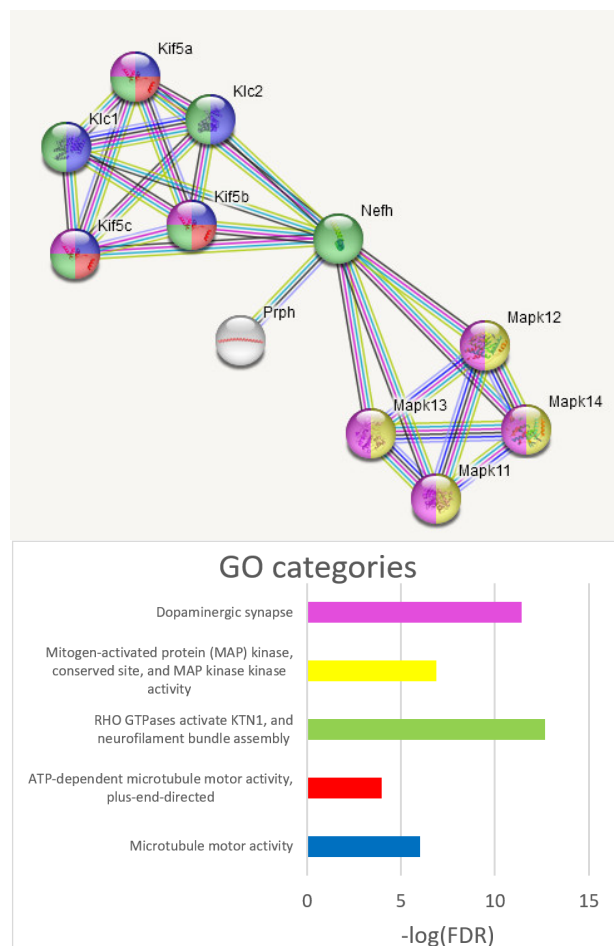 Kif5a
Klc2
Klc1
Kif5b
Kif5c
Nefh
Prph
Mapk12
Mapk14
Mapk13
Mapk11
GO categories
Dopaminergic synapse
Mitogen-activated protein (MAP) kinase,
conserved site, and MAP kinase kinase
activity
RHO GTPases activate KTN1, and
neurofilament bundle assembly
ATP-dependent microtubule motor activity,
plus-end-directed
Microtubule motor activity
0 5 10 15
-log(FDR)